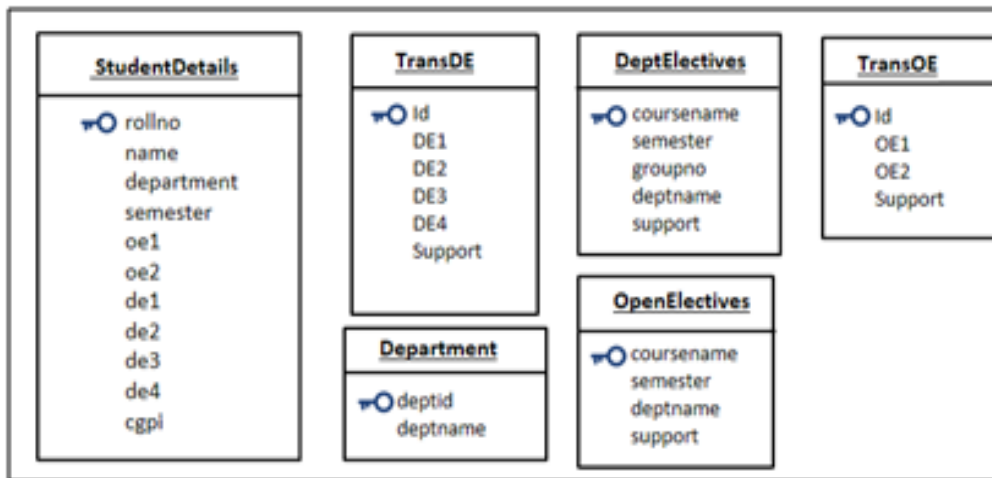 StudentDetails
rollno
name
department
semester
oe1
oe2
de1
de2
de3
de4
cgpi
TransDE
Id
DE1
DE2
DE3
DE4
Support
Department
deptid
deptname
DeptElectives
coursename
semester
groupno
deptname
support
OpenElectives
coursename
semester
deptname
support
TransOE
Id
OE1
OE2
Support